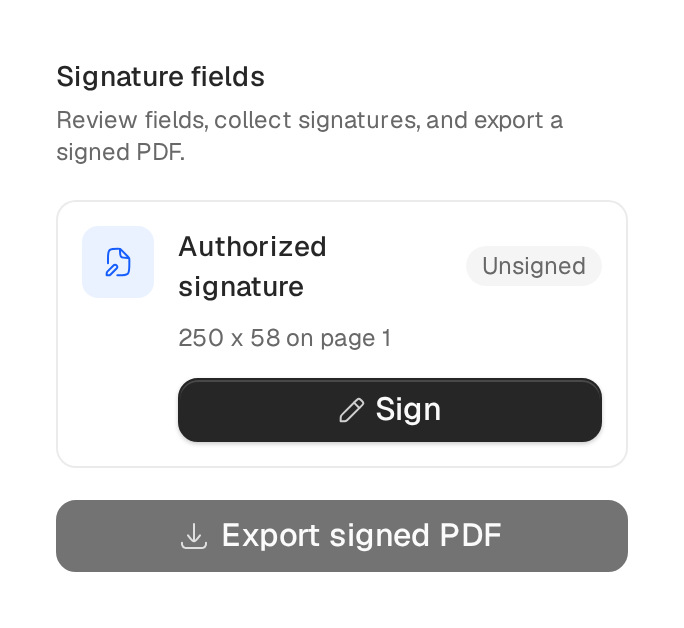 Signature fields
Review fields, collect signatures, and export a
signed PDF.
Authorized
signature
Unsigned
250 x 58 on page 1
Sign
Export signed PDF